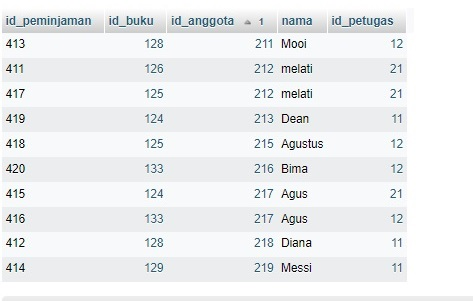 id_peminjaman id_buku id_anggota 1 nama id_petugas
413 128 211 Mooi 12
411 126 212 melati 21
417 125 212 melati 21
419 124 213 Dean 11
418 125 215 Agustus 12
420 133 216 Bima 12
415 124 217 Agus 21
416 133 217 Agus 12
412 128 218 Diana 11
414 129 219 Messi 11